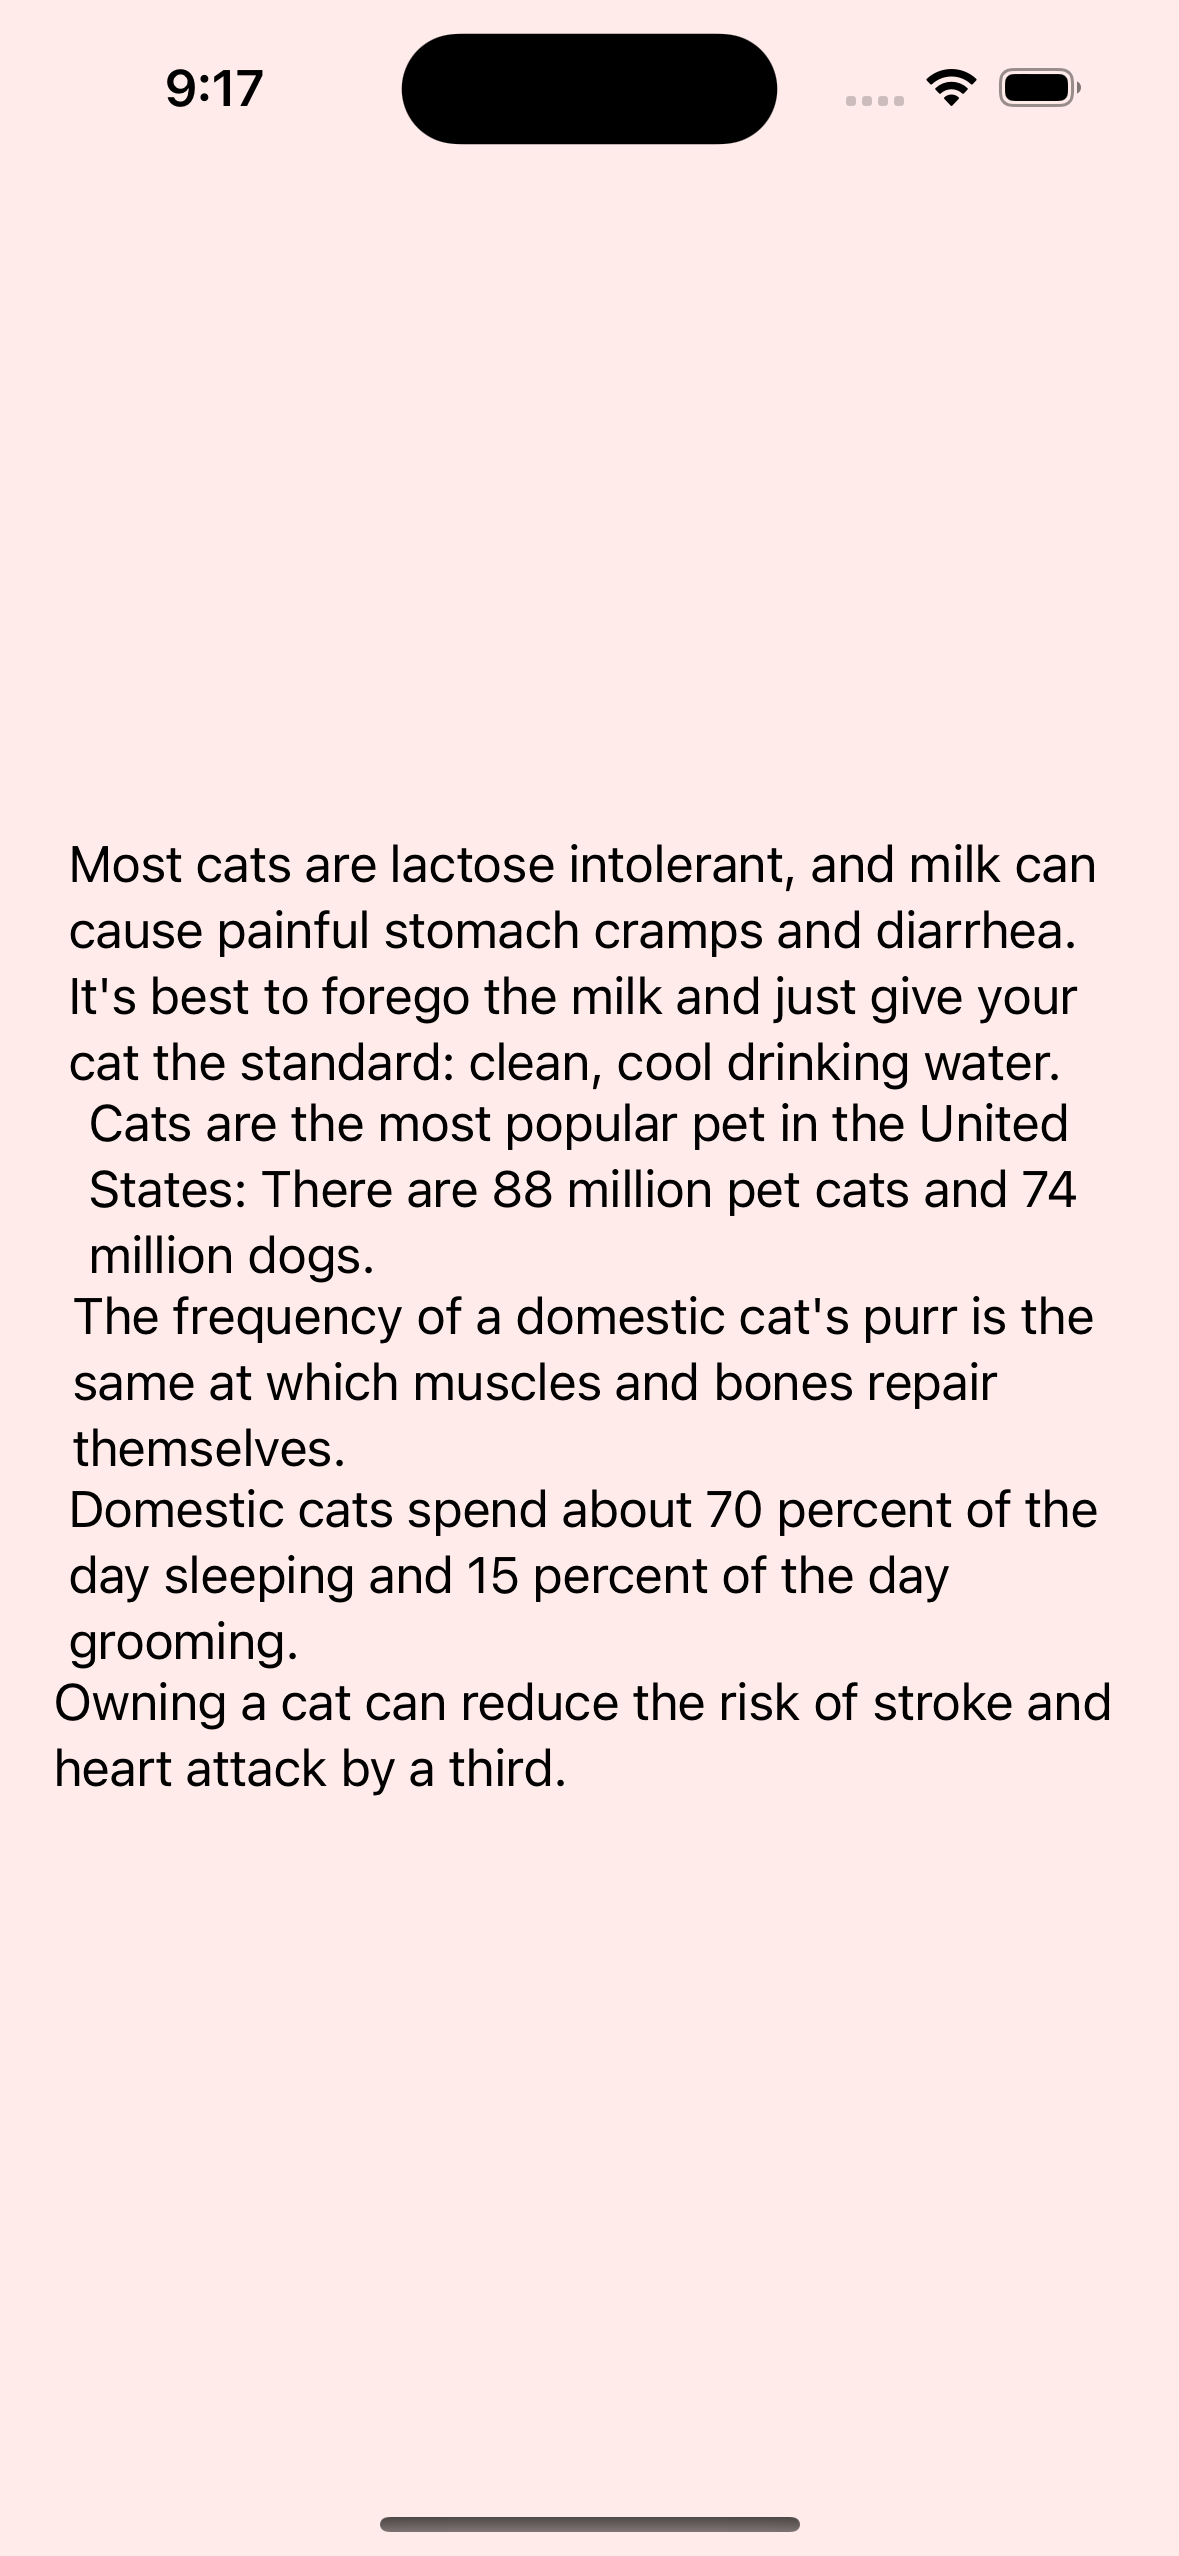 9:17
Most cats are lactose intolerant, and milk can
cause painful stomach cramps and diarrhea.
It's best to forego the milk and just give your
cat the standard: clean, cool drinking water.
Cats are the most popular pet in the United
States: There are 88 million pet cats and 74
million dogs.
The frequency of a domestic cat's purr is the
same at which muscles and bones repair
themselves.
Domestic cats spend about 70 percent of the
day sleeping and 15 percent of the day
grooming.
Owning a cat can reduce the risk of stroke and
heart attack by a third.